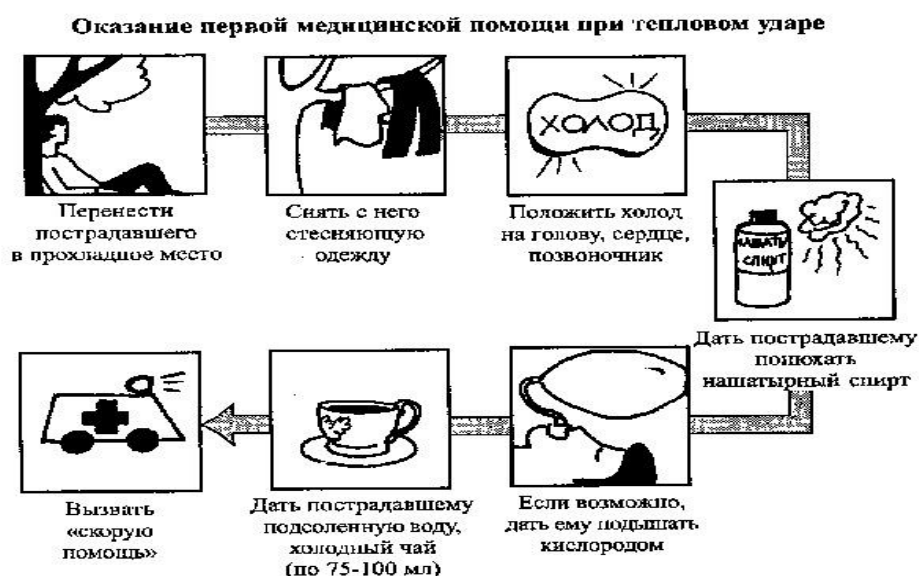 Оказание первой медицинской помощи при тепловом ударе
Перенести
пострадавшего
в прохладное место
Снять с него
стесняющую
одежду
ХОЛОД
Положить холод
на голову, сердце,
позвоночник
НАШАТЫР
СПИРТ
Дать пострадавшему
понюхать
нашатырный спирт
Если возможно,
дать ему подышать
кислородом
Дать пострадавшему
подсоленную воду,
холодный чай
(по 75-100 мл)
Вызвать
«скорую
помощь»